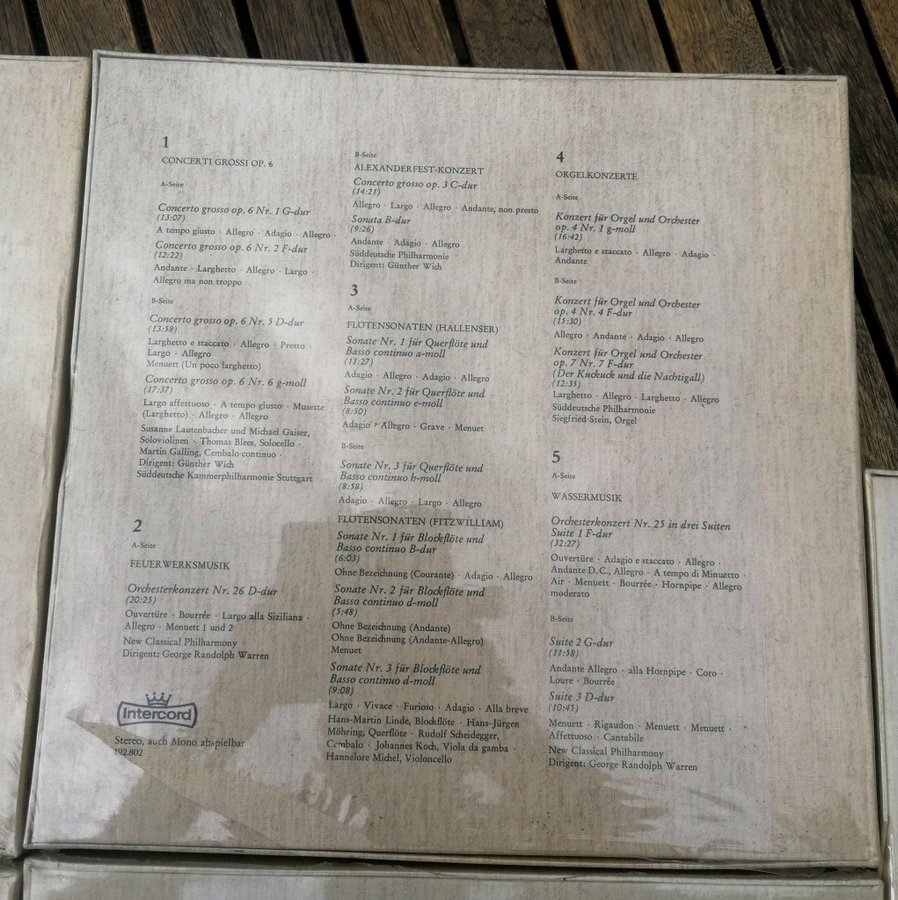 1
CONCERTI GROSSI OP. 6
A-Seite
Concerto grosso op. 6 Nr. 1 G-dur
(13:07)
A tempo giusto · Allegro · Adagio · Allegro
Concerto grosso op. 6 Nr. 2 F-dur
(12:22)
Andante · Larghetto · Allegro · Largo ·
Allegro ma non troppo
B-Seite
Concerto grosso op. 6 Nr. 5 D-dur
(13:58)
Larghetto e staccato · Allegro · Presto ·
Largo · Allegro
Menuett (Un poco larghetto)
Concerto grosso op. 6 Nr. 6 g-moll
(17:37)
Largo affettuoso · A tempo giusto · Musette
(Larghetto) · Allegro · Allegro
Susanne Lautenbacher und Michael Gaiser,
Soloviolinen · Thomas Blees, Solocello ·
Martin Galling, Cembalo continuo ·
Dirigent: Günther Wich
Süddeutsche Kammerphilharmonie Stuttgart
2
A-Seite
FEUERWERKSMUSIK
Orchesterkonzert Nr. 26 D-dur
(20:25)
Ouvertüre · Bourrée · Largo alla Siziliana ·
Allegro · Menuett 1 und 2
New Classical Philharmony
Dirigent: George Randolph Warren
Intercord
Stereo, auch Mono abspielbar
192.802
B-Seite
ALEXANDERFEST-KONZERT
Concerto grosso op. 3 C-dur
(14:21)
Allegro · Largo · Allegro · Andante, non presto
Sonata B-dur
(9:26)
Andante · Adagio · Allegro
Süddeutsche Philharmonie
Dirigent: Günther Wich
3
A-Seite
FLÖTENSONATEN (HALLENSER)
Sonate Nr. 1 für Querflöte und
Basso continuo a-moll
(11:27)
Adagio · Allegro · Adagio · Allegro
Sonate Nr. 2 für Querflöte und
Basso continuo e-moll
(8:50)
Adagio · Allegro · Grave · Menuet
B-Seite
Sonate Nr. 3 für Querflöte und
Basso continuo h-moll
(8:58)
Adagio · Allegro · Largo · Allegro
FLÖTENSONATEN (FITZWILLIAM)
Sonate Nr. 1 für Blockflöte und
Basso continuo B-dur
(6:03)
Ohne Bezeichnung (Courante) · Adagio · Allegro
Sonate Nr. 2 für Blockflöte und
Basso continuo d-moll
(5:48)
Ohne Bezeichnung (Andante)
Ohne Bezeichnung (Andante-Allegro)
Menuet
Sonate Nr. 3 für Blockflöte und
Basso continuo d-moll
(9:08)
Largo · Vivace · Furioso · Adagio · Alla breve
Hans-Martin Linde, Blockflöte · Hans-Jürgen
Möhring, Querflöte · Rudolf Scheidegger,
Cembalo · Johannes Koch, Viola da gamba ·
Hannelore Michel, Violoncello
4
ORGELKONZERTE
A-Seite
Konzert für Orgel und Orchester
op. 4 Nr. 1 g-moll
(16:42)
Larghetto e staccato · Allegro · Adagio ·
Andante
B-Seite
Konzert für Orgel und Orchester
op. 4 Nr. 4 F-dur
(15:30)
Allegro · Andante · Adagio · Allegro
Konzert für Orgel und Orchester
op. 7 Nr. 7 F-dur
(Der Kuckuck und die Nachtigall)
(12:35)
Larghetto · Allegro · Larghetto · Allegro
Süddeutsche Philharmonie
Siegfried Stein, Orgel
5
A-Seite
WASSERMUSIK
Orchesterkonzert Nr. 25 in drei Suiten
Suite 1 F-dur
(32:27)
Ouvertüre · Adagio e staccato · Allegro ·
Andante D.C., Allegro · A tempo di Minuetto ·
Air · Menuett · Bourrée · Hornpipe · Allegro
moderato
B-Seite
Suite 2 G-dur
(11:58)
Andante Allegro · alla Hornpipe · Coro ·
Loure · Bourrée
Suite 3 D-dur
(10:45)
Menuett · Rigaudon · Menuett · Menuett ·
Affettuoso · Cantabile
New Classical Philharmony
Dirigent: George Randolph Warren